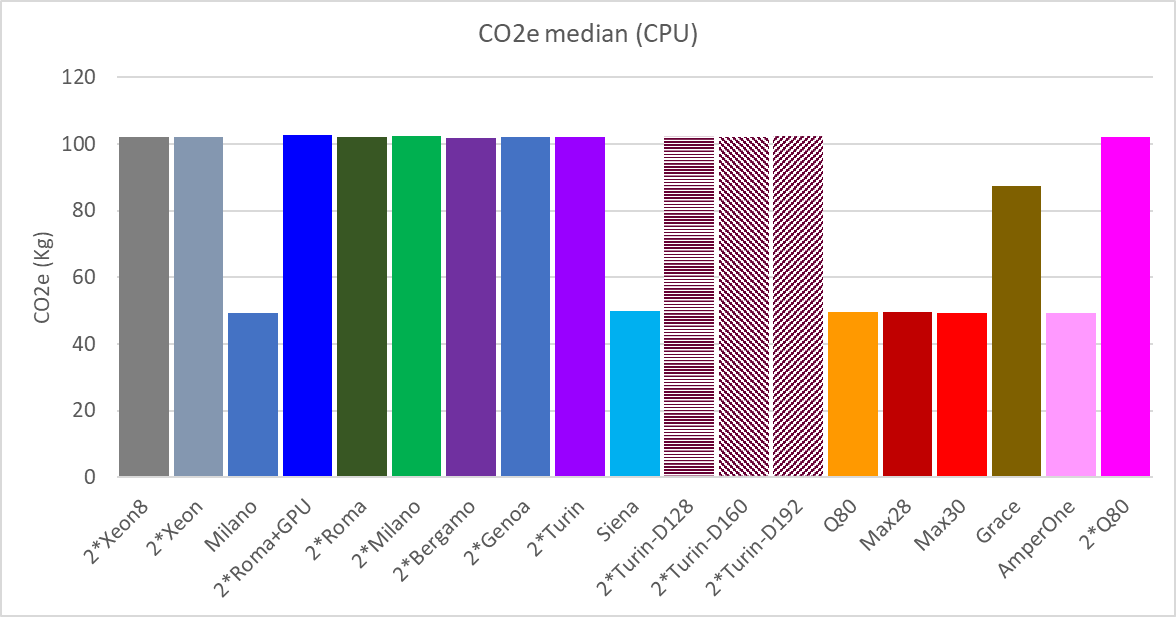 CO2e median (CPU)
CO2e (Kg)
120
100
80
60
40
20
0
2*Xeon8
2*Xeon
Milano
2*Roma+GPU
2*Roma
2*Milano
2*Bergamo
2*Genoa
2*Turin
Siena
2*Turin-D128
2*Turin-D160
2*Turin-D192
Q80
Max28
Max30
Grace
AmperOne
2*Q80